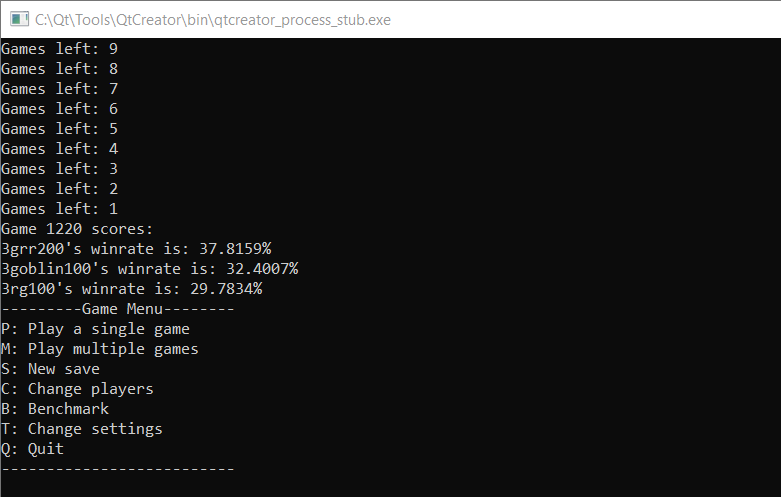 C:\Qt\Tools\QtCreator\bin\qtcreator_process_stub.exe
Games left: 9
Games left: 8
Games left: 7
Games left: 6
Games left: 5
Games left: 4
Games left: 3
Games left: 2
Games left: 1
Game 1220 scores:
3grr200's winrate is: 37.8159%
3goblin100's winrate is: 32.4007%
3rg100's winrate is: 29.7834%
---------Game Menu--------
P: Play a single game
M: Play multiple games
S: New save
C: Change players
B: Benchmark
T: Change settings
Q: Quit
--------------------------